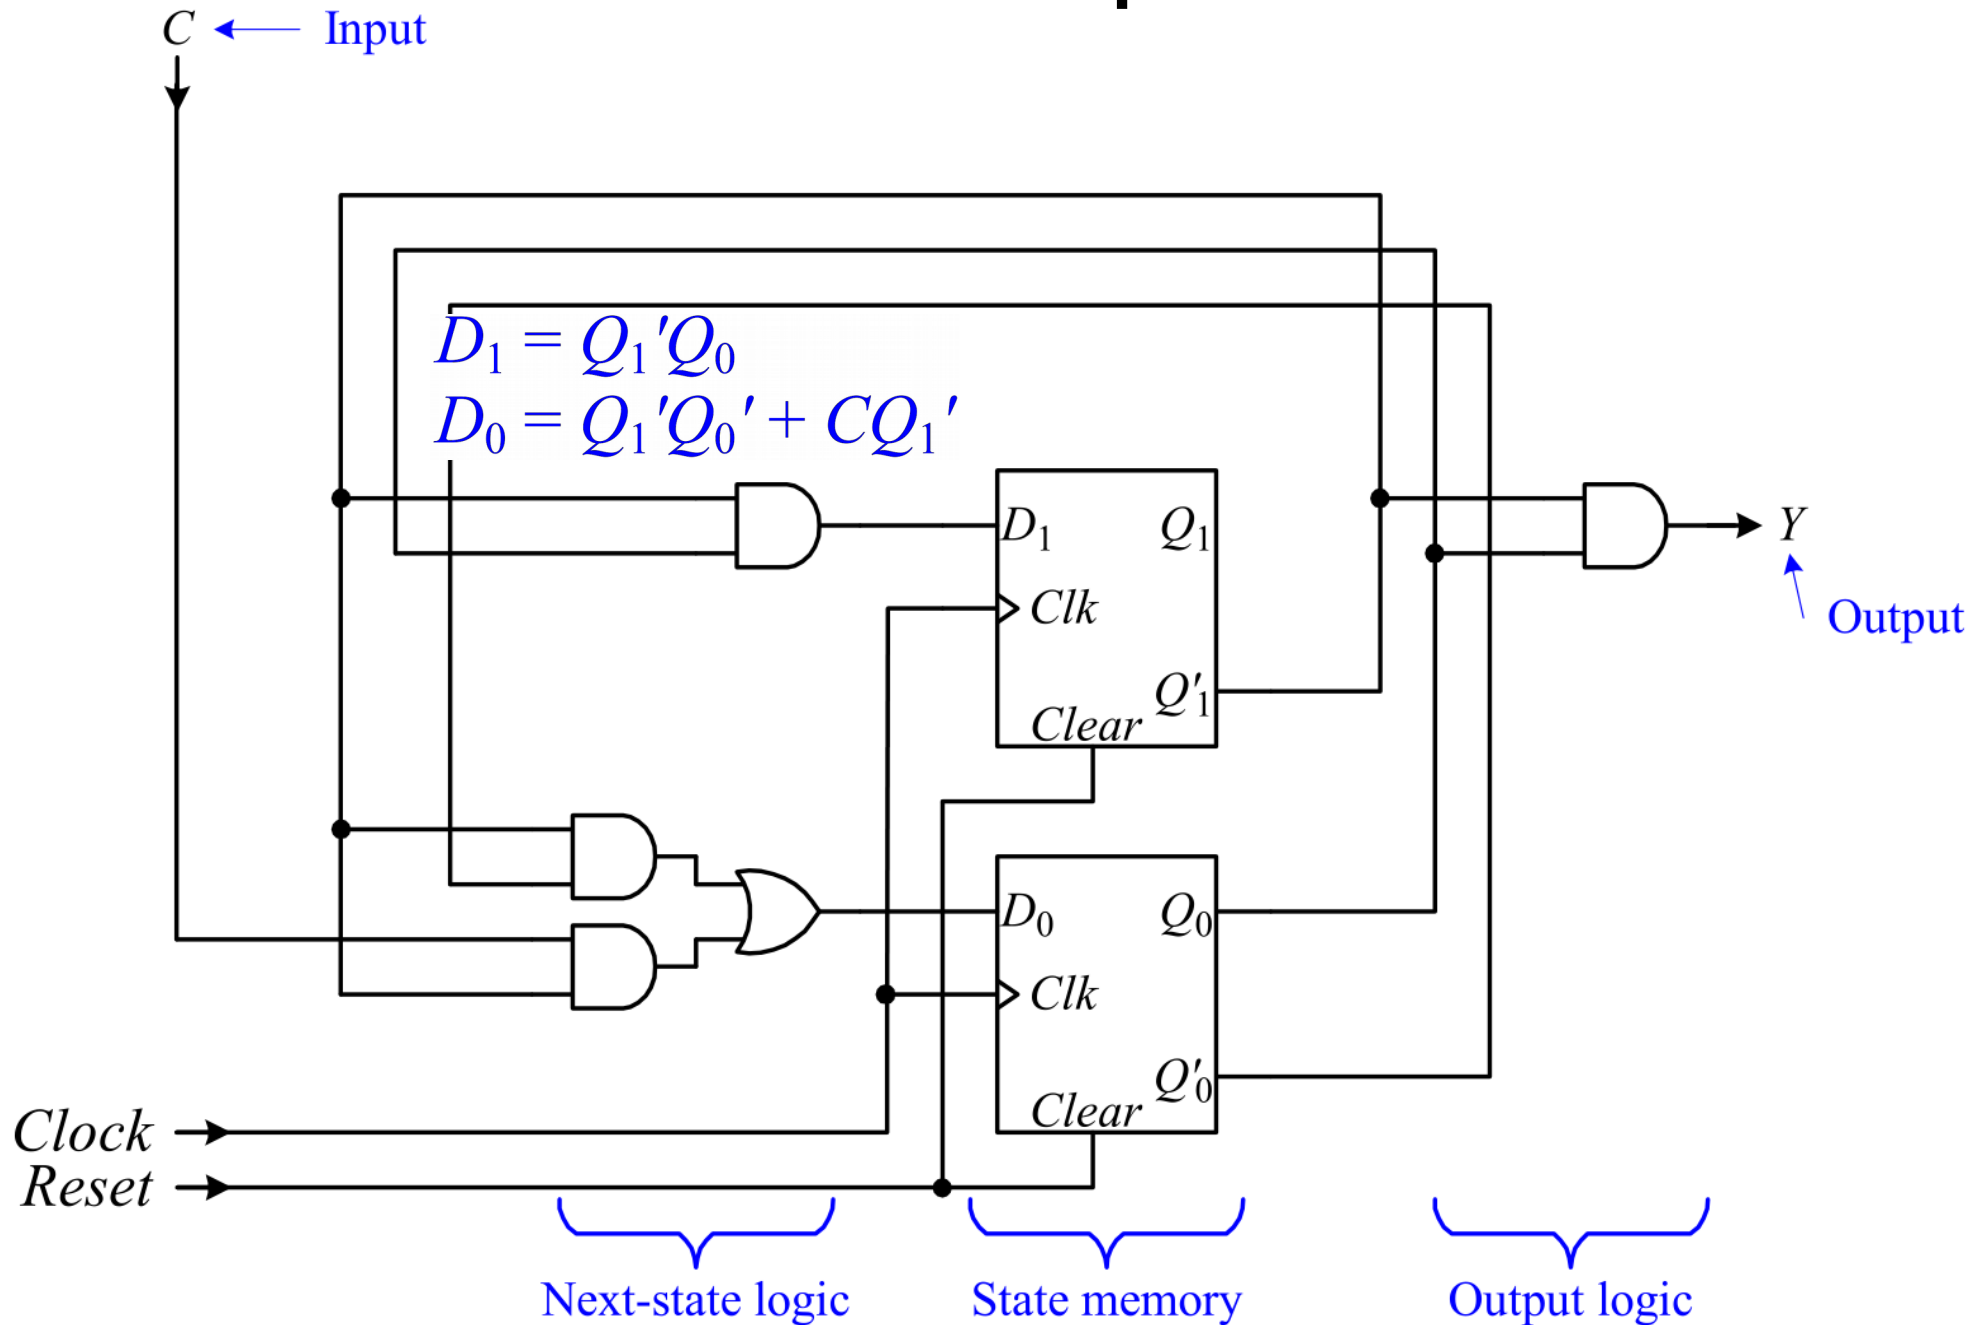 C Input
D₁ = Q₁'Q₀
D₀ = Q₁'Q₀' + CQ₁'
D₁ Q₁
Y
Clk
Output
Q'₁
Clear
D₀ Q₀
Clk
Q'₀
Clear
Clock
Reset
Next-state logic State memory Output logic